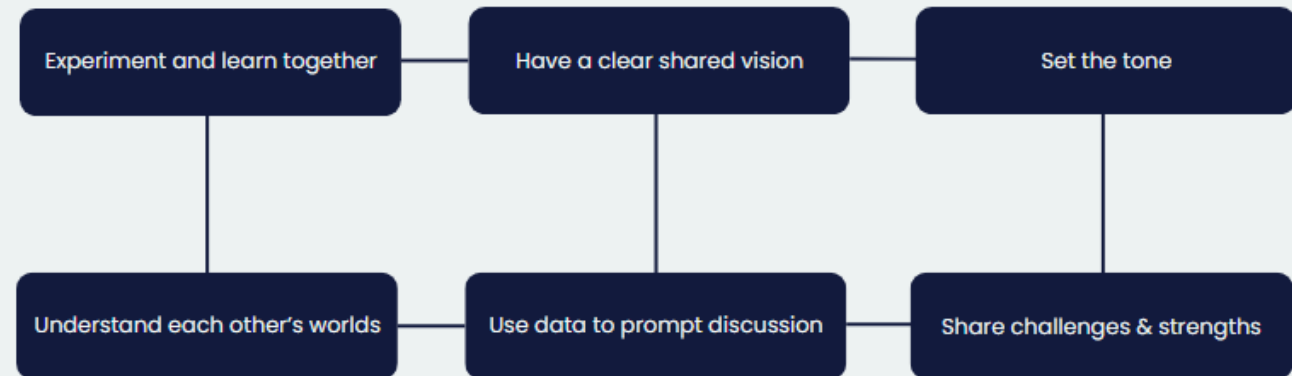 Experiment and learn together
Have a clear shared vision
Set the tone
Understand each other’s worlds
Use data to prompt discussion
Share challenges & strengths